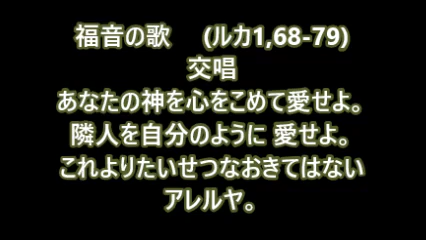 福音の歌　(ルカ1,68-79)
交唱
あなたの神を心をこめて愛せよ。
隣人を自分のように 愛せよ。
これよりたいせつなおきてはない
アレルヤ。